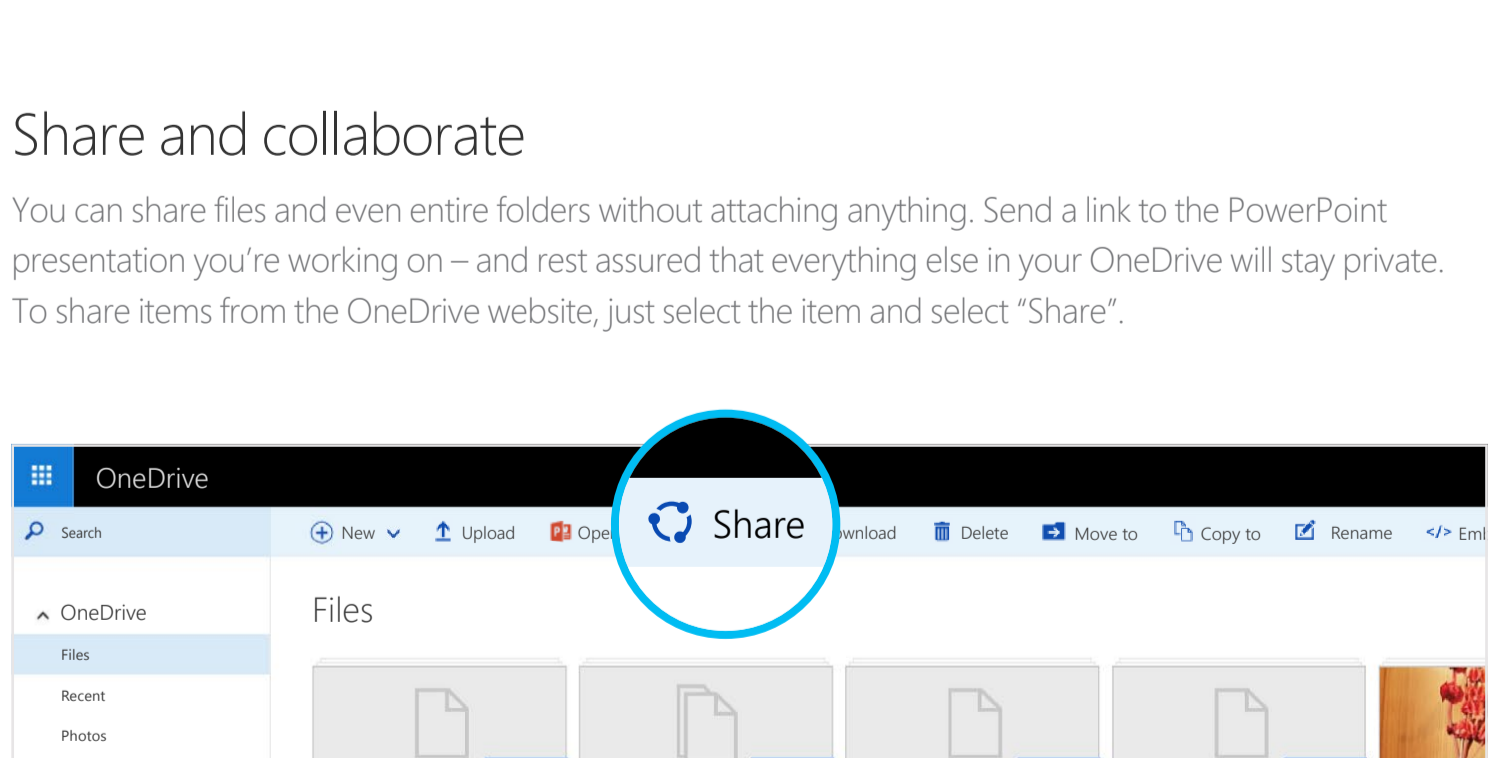 Share and collaborate
You can share files and even entire folders without attaching anything. Send a link to the PowerPoint
presentation you’re working on – and rest assured that everything else in your OneDrive will stay private.
To share items from the OneDrive website, just select the item and select “Share”.
OneDrive
Search
New Upload Ope Share wnload Delete Move to Copy to Rename </> Em
OneDrive
Files
Files
Recent
Photos